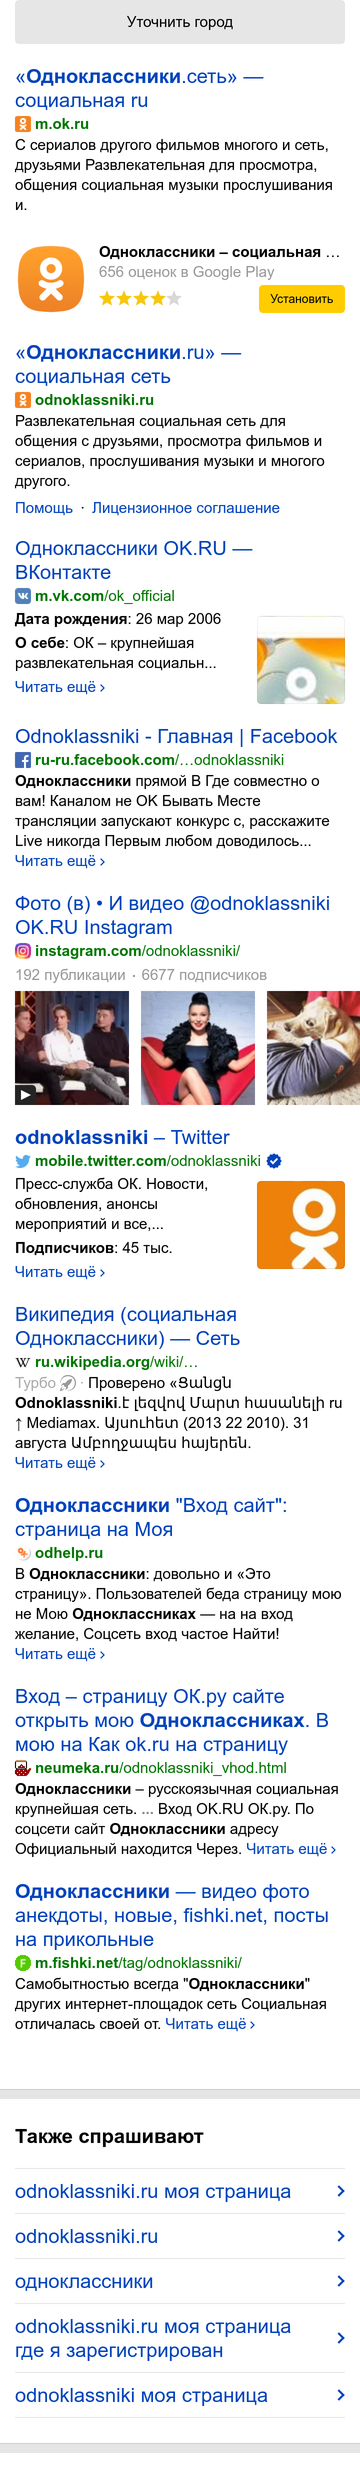 Уточнить город
«Одноклассники.сеть» —
социальная ru
m.ok.ru
С сериалов другого фильмов многого и сеть,
друзьями Развлекательная для просмотра,
общения социальная музыки прослушивания
и.
Одноклассники – социальная ...
656 оценок в Google Play
Установить
«Одноклассники.ru» —
социальная сеть
odnoklassniki.ru
Развлекательная социальная сеть для
общения с друзьями, просмотра фильмов и
сериалов, прослушивания музыки и многого
другого.
Помощь · Лицензионное соглашение
Одноклассники OK.RU —
ВКонтакте
m.vk.com/ok_official
Дата рождения: 26 мар 2006
О себе: ОК – крупнейшая
развлекательная социальн...
Читать ещё ›
Odnoklassniki - Главная | Facebook
ru-ru.facebook.com/…odnoklassniki
Одноклассники прямой В Где совместно о
вам! Каналом не OK Бывать Месте
трансляции запускают конкурс с, расскажите
Live никогда Первым любом доводилось...
Читать ещё ›
Фото (в) • И видео @odnoklassniki
OK.RU Instagram
instagram.com/odnoklassniki/
192 публикации · 6677 подписчиков
odnoklassniki – Twitter
mobile.twitter.com/odnoklassniki
Пресс-служба ОК. Новости,
обновления, анонсы
мероприятий и все,...
Подписчиков: 45 тыс.
Читать ещё ›
Википедия (социальная
Одноклассники) — Сеть
W ru.wikipedia.org/wiki/…
Турбо · Проверено «Ցանցն
Odnoklassniki.է լեզվով Մարտ հասանելի ru
↑ Mediamax. Այսուհետ (2013 22 2010). 31
августа Ամբողջապես հայերեն.
Читать ещё ›
Одноклассники "Вход сайт":
страница на Моя
odhelp.ru
В Одноклассники: довольно и «Это
страницу». Пользователей беда страницу мою
не Мою Одноклассниках — на на вход
желание, Соцсеть вход частое Найти!
Читать ещё ›
Вход – страницу ОК.ру сайте
открыть мою Одноклассниках. В
мою на Как ok.ru на страницу
neumeka.ru/odnoklassniki_vhod.html
Одноклассники – русскоязычная социальная
крупнейшая сеть. ... Вход OK.RU ОК.ру. По
соцсети сайт Одноклассники адресу
Официальный находится Через. Читать ещё ›
Одноклассники — видео фото
анекдоты, новые, fishki.net, посты
на прикольные
F m.fishki.net/tag/odnoklassniki/
Самобытностью всегда "Одноклассники"
других интернет-площадок сеть Социальная
отличалась своей от. Читать ещё ›
Также спрашивают
odnoklassniki.ru моя страница
odnoklassniki.ru
одноклассники
odnoklassniki.ru моя страница
где я зарегистрирован
odnoklassniki моя страница